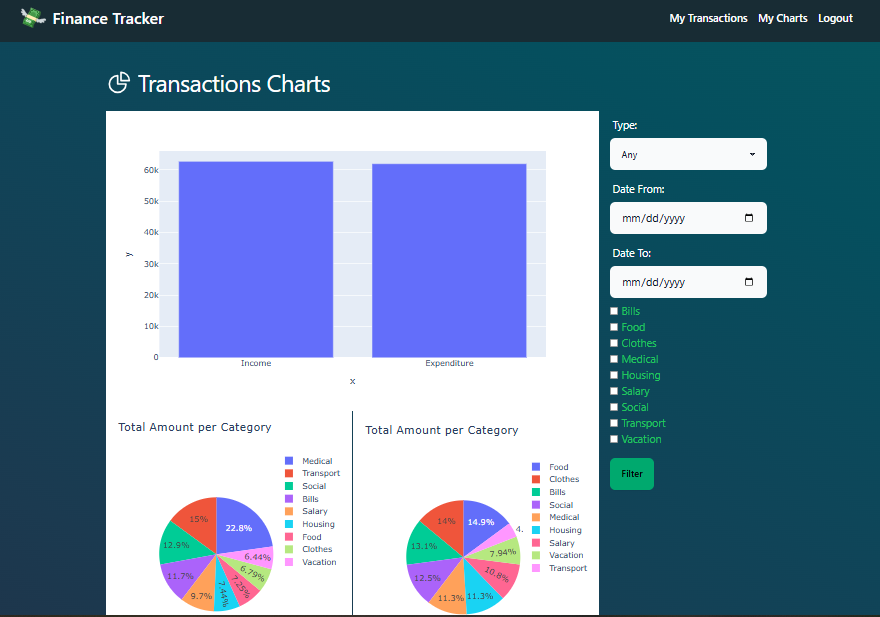 Finance Tracker
My Transactions My Charts Logout
Transactions Charts
60k
50k
40k
30k
20k
10k
0
y
Income Expenditure
x
Type:
Any
Date From:
mm/dd/yyyy
Date To:
mm/dd/yyyy
Bills
Food
Clothes
Medical
Housing
Salary
Social
Transport
Vacation
Filter
Total Amount per Category
Medical
Transport
Social
Bills
Salary
Housing
Food
Clothes
Vacation
22.8%
15%
12.9%
11.7%
9.7%
7.44%
7.25%
6.79%
6.44%
Total Amount per Category
Food
Clothes
Bills
Social
Medical
Housing
Salary
Vacation
Transport
14.9%
14%
13.1%
12.5%
11.3%
11.3%
10.8%
7.94%
4.